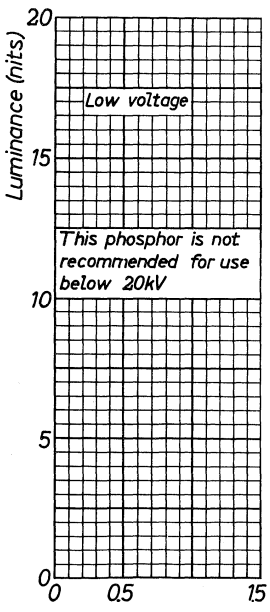 20
Luminance (nits)
Low voltage
15
This phosphor is not
recommended for use
below 20kV
10
5
0
0 0.5 1.5